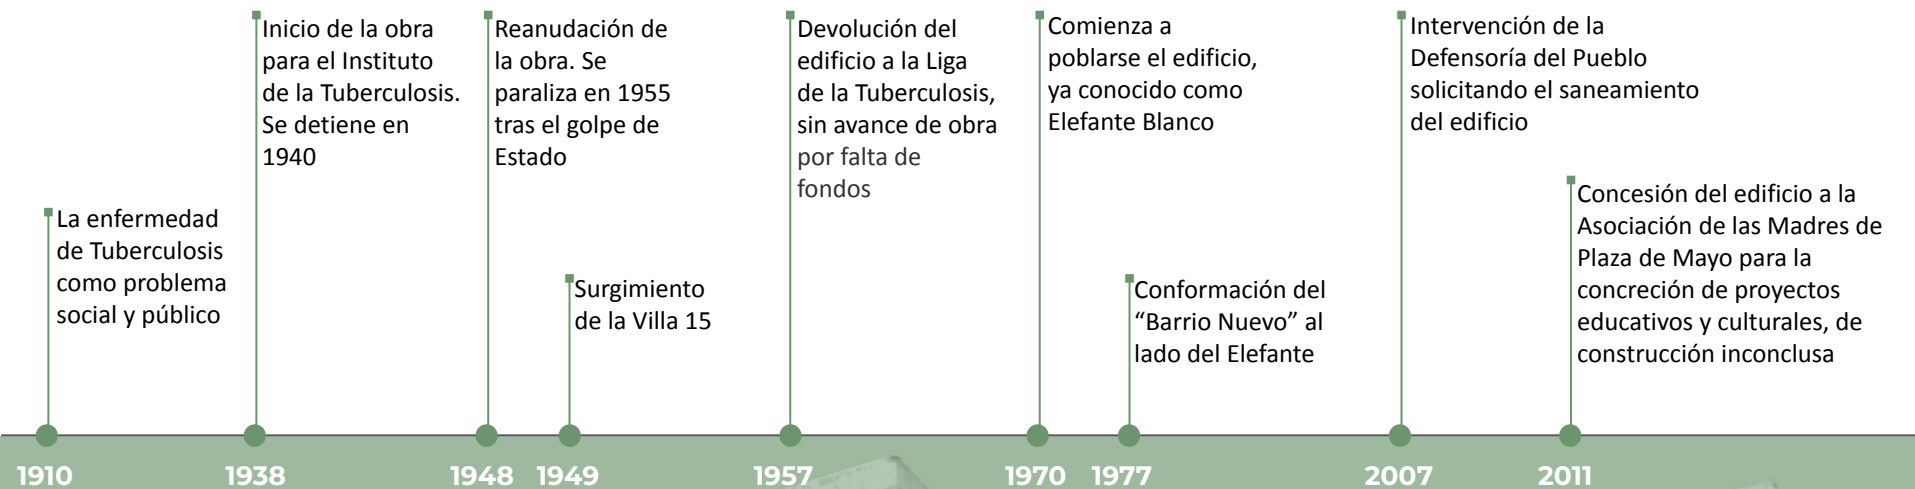 La enfermedad
de Tuberculosis
como problema
social y público
Inicio de la obra
para el Instituto
de la Tuberculosis.
Se detiene en
1940
Reanudación de
la obra. Se
paraliza en 1955
tras el golpe de
Estado
Surgimiento
de la Villa 15
Devolución del
edificio a la Liga
de la Tuberculosis,
sin avance de obra
por falta de
fondos
Comienza a
poblarse el edificio,
ya conocido como
Elefante Blanco
Conformación del
“Barrio Nuevo” al
lado del Elefante
Intervención de la
Defensoría del Pueblo
solicitando el saneamiento
del edificio
Concesión del edificio a la
Asociación de las Madres de
Plaza de Mayo para la
concreción de proyectos
educativos y culturales, de
construcción inconclusa
1910 1938 1948 1949 1957 1970 1977 2007 2011